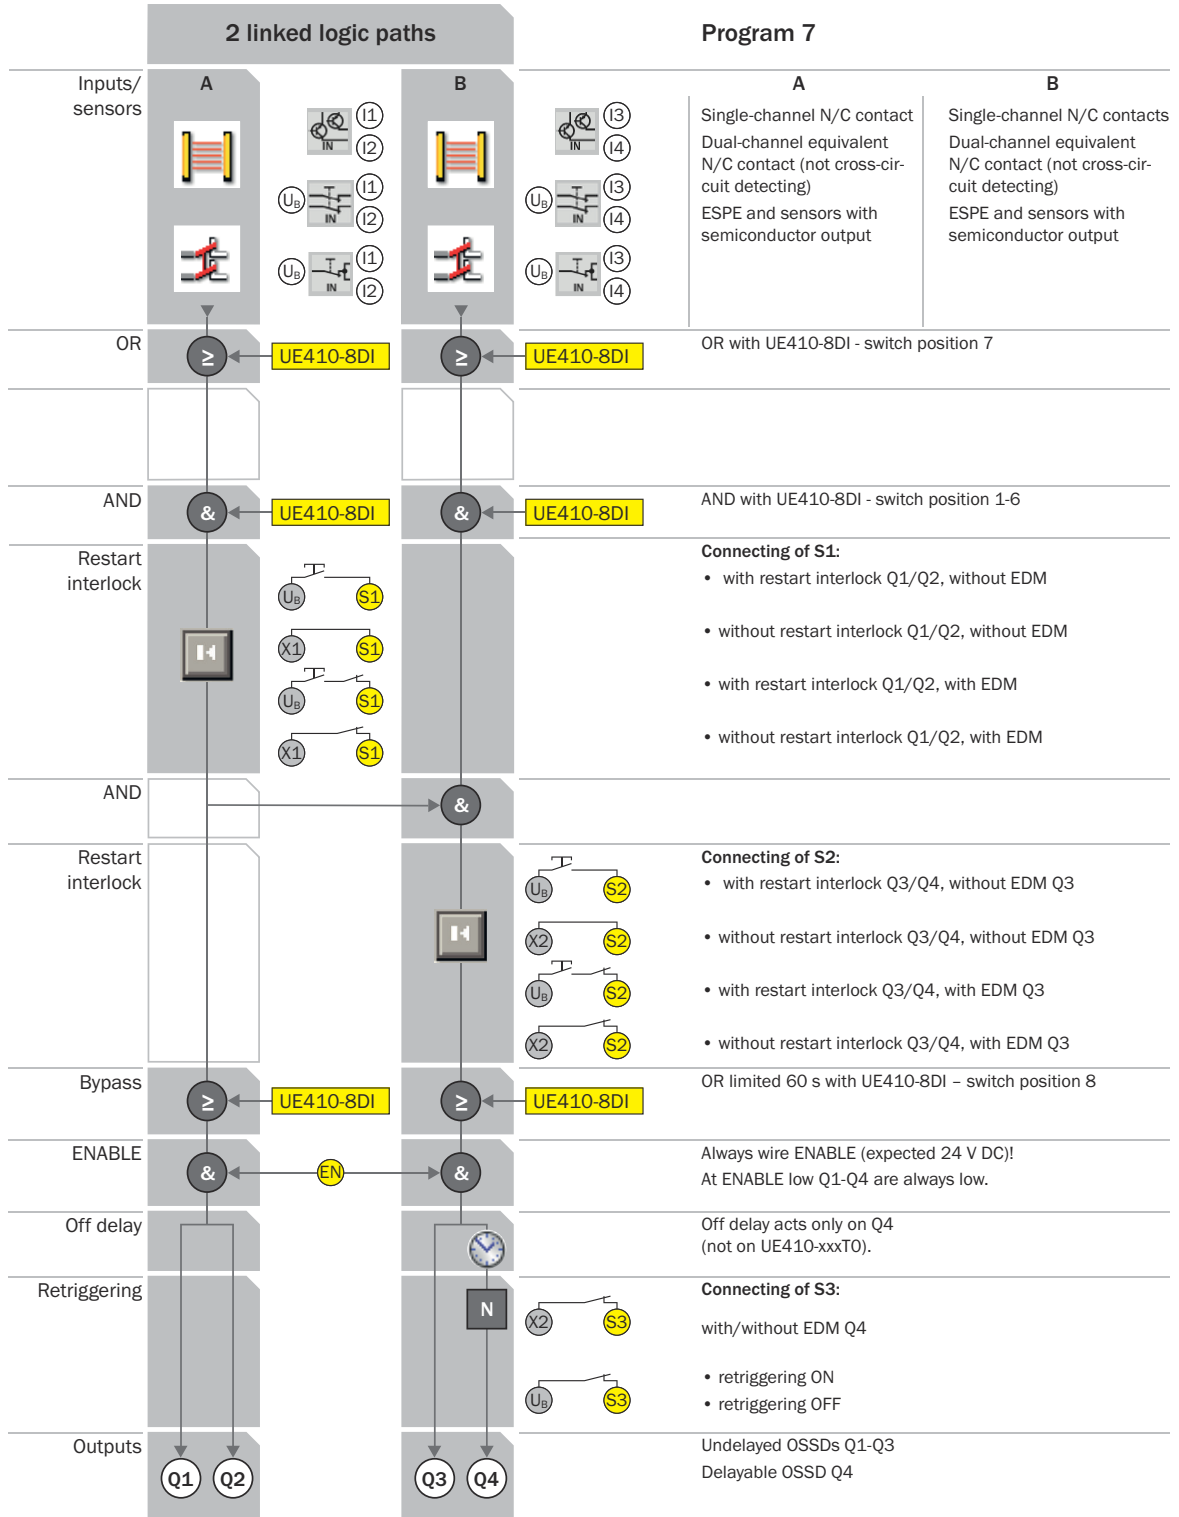 2 linked logic paths
Program 7
Inputs/
sensors
A
B
A
B
I1
I2
IN
I3
I4
IN
UB
I1
I2
IN
UB
I3
I4
IN
UB
I1
I2
IN
UB
I3
I4
IN
Single-channel N/C contact
Dual-channel equivalent
N/C contact (not cross-cir-
cuit detecting)
ESPE and sensors with
semiconductor output
Single-channel N/C contacts
Dual-channel equivalent
N/C contact (not cross-cir-
cuit detecting)
ESPE and sensors with
semiconductor output
OR
≥
UE410-8DI
≥
UE410-8DI
OR with UE410-8DI - switch position 7
AND
&
UE410-8DI
&
UE410-8DI
AND with UE410-8DI - switch position 1-6
Restart
interlock
UB
S1
X1
S1
UB
S1
X1
S1
Connecting of S1:
• with restart interlock Q1/Q2, without EDM
• without restart interlock Q1/Q2, without EDM
• with restart interlock Q1/Q2, with EDM
• without restart interlock Q1/Q2, with EDM
AND
&
Restart
interlock
UB
S2
X2
S2
UB
S2
X2
S2
Connecting of S2:
• with restart interlock Q3/Q4, without EDM Q3
• without restart interlock Q3/Q4, without EDM Q3
• with restart interlock Q3/Q4, with EDM Q3
• without restart interlock Q3/Q4, with EDM Q3
Bypass
≥
UE410-8DI
≥
UE410-8DI
OR limited 60 s with UE410-8DI – switch position 8
ENABLE
&
EN
&
Always wire ENABLE (expected 24 V DC)!
At ENABLE low Q1-Q4 are always low.
Off delay
Off delay acts only on Q4
(not on UE410-xxxT0).
Retriggering
N
X2
S3
UB
S3
Connecting of S3:
with/without EDM Q4
• retriggering ON
• retriggering OFF
Outputs
Q1
Q2
Q3
Q4
Undelayed OSSDs Q1-Q3
Delayable OSSD Q4